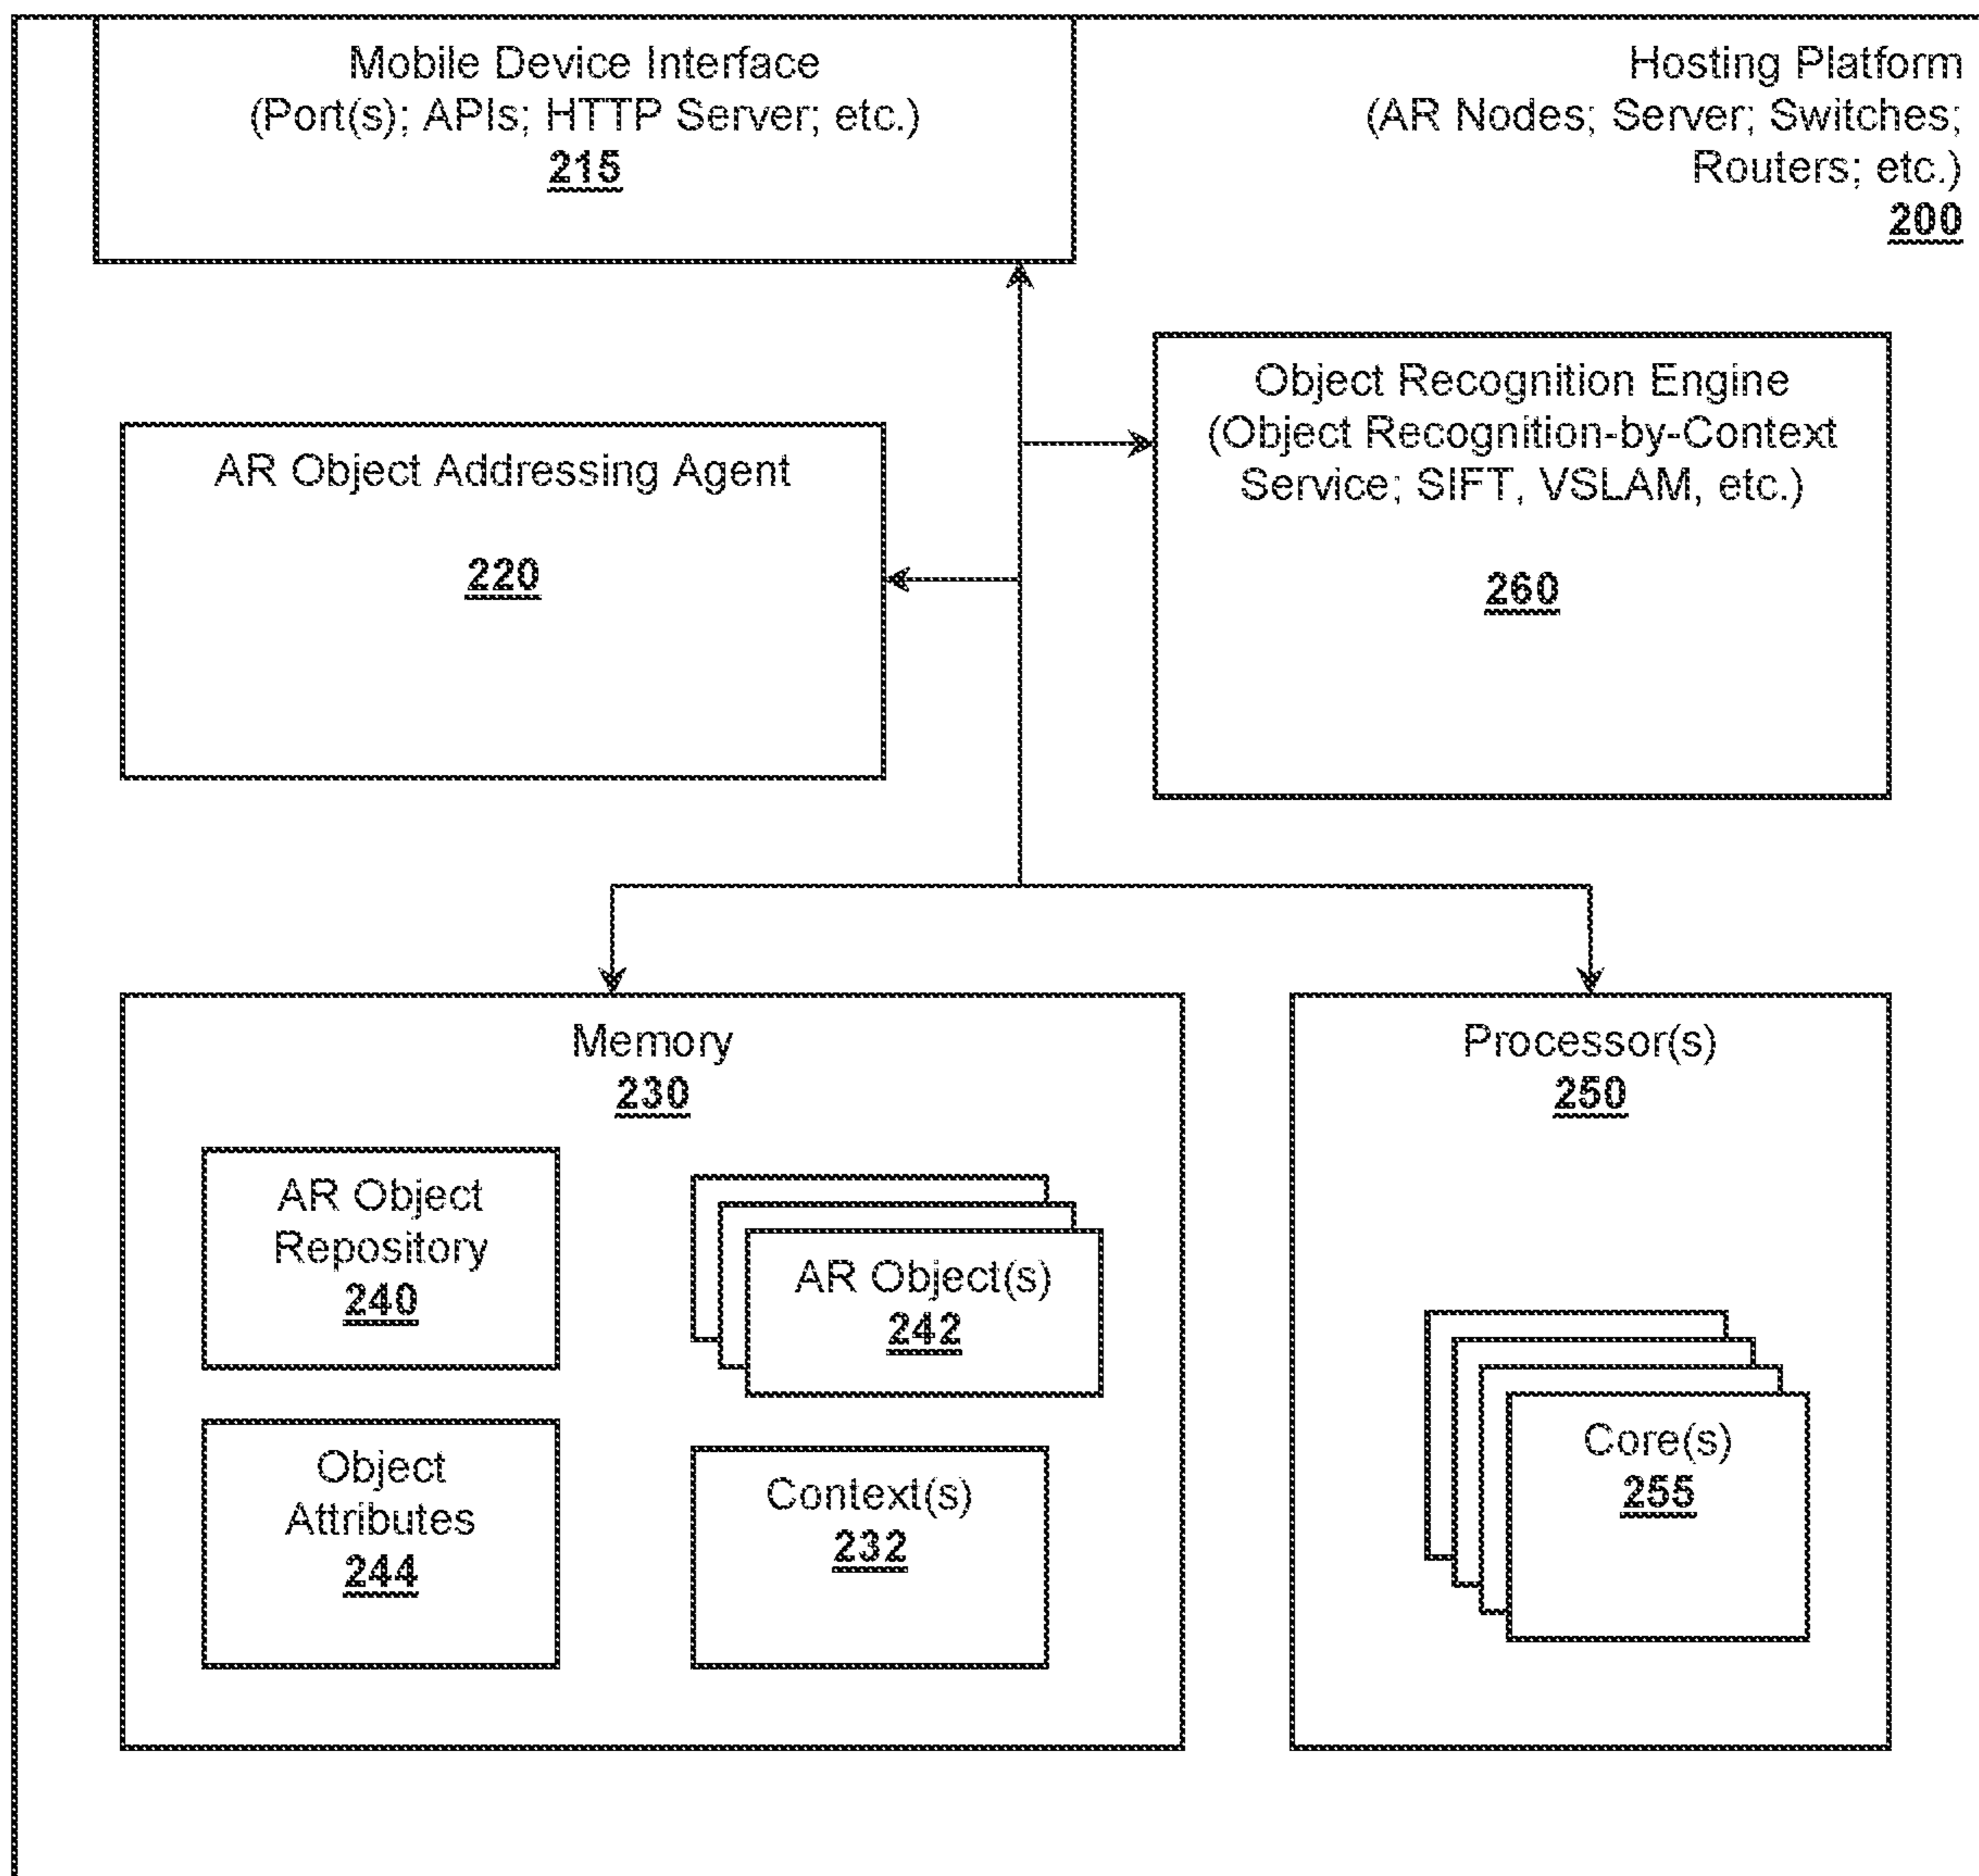 Mobile Device Interface
(Port(s); APIs; HTTP Server; etc.)
215
Hosting Platform
(AR Nodes; Server; Switches;
Routers; etc.)
200
Object Recognition Engine
(Object Recognition-by-Context
Service; SIFT, VSLAM, etc.)
260
AR Object Addressing Agent
220
Memory
230
AR Object
Repository
240
AR Object(s)
242
Object
Attributes
244
Context(s)
232
Processor(s)
250
Core(s)
255